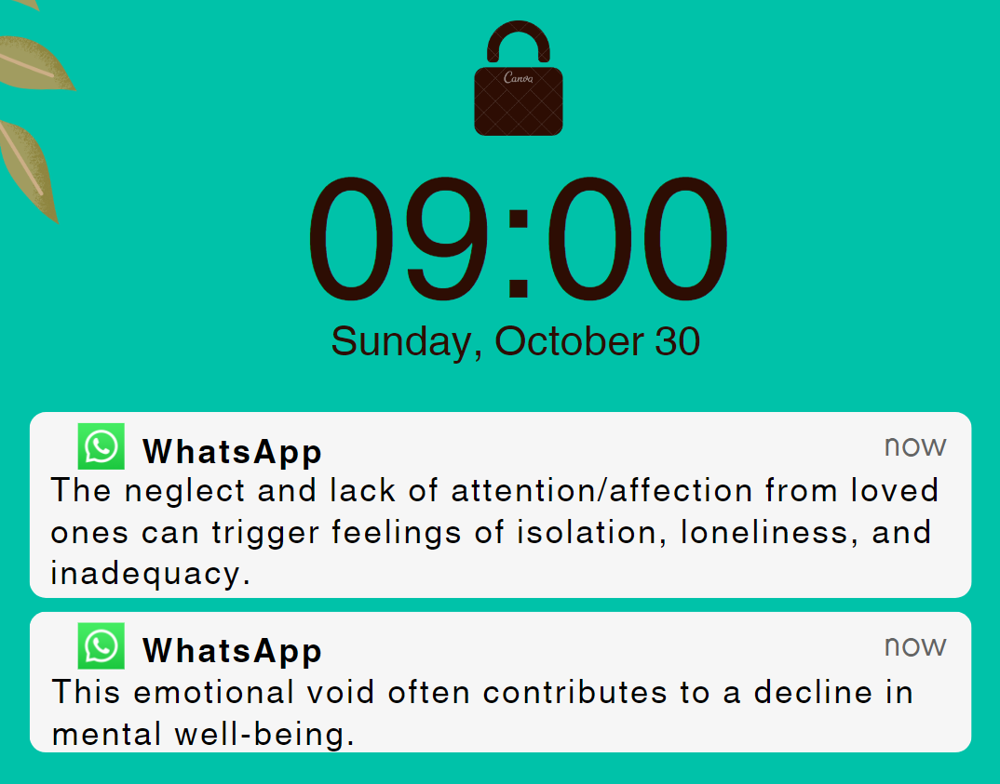 Canva
09:00
Sunday, October 30
WhatsApp now
The neglect and lack of attention/affection from loved
ones can trigger feelings of isolation, loneliness, and
inadequacy.
WhatsApp now
This emotional void often contributes to a decline in
mental well-being.